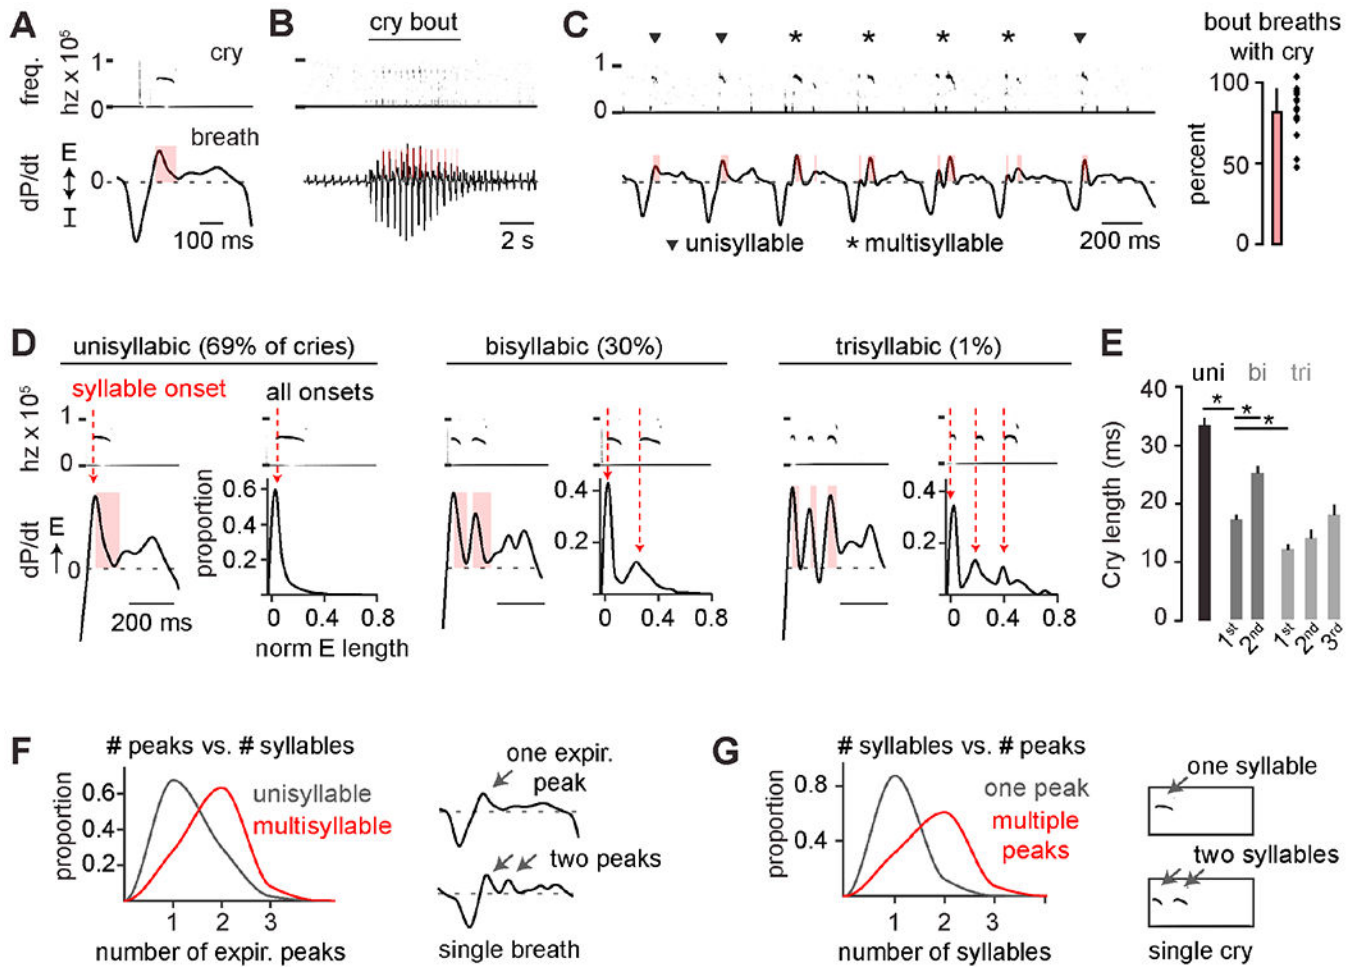 A
B
C
cry bout
bout breaths
with cry
freq.
hz x 10⁵
1
0
cry
breath
dP/dt
E
I
0
100 ms
2 s
1
0
▼ unisyllable
* multisyllable
200 ms
percent
100
50
0
D
unisyllabic (69% of cries)
bisyllabic (30%)
trisyllabic (1%)
syllable onset
all onsets
hz x 10⁵
1
0
dP/dt
E
0
200 ms
proportion
0.6
0.4
0.2
0
0.4
0.8
norm E length
0.4
0.2
0
0.4
0.8
0.4
0.2
0
0.4
0.8
E
uni bi tri
Cry length (ms)
40
30
20
10
0
* * *
1st
2nd
1st
2nd
3rd
F
# peaks vs. # syllables
proportion
0.6
0.4
0.2
unisyllable
multisyllable
1 2 3
number of expir. peaks
one expir.
peak
two peaks
single breath
G
# syllables vs. # peaks
proportion
0.8
0.4
one peak
multiple
peaks
1 2 3
number of syllables
one syllable
two syllables
single cry